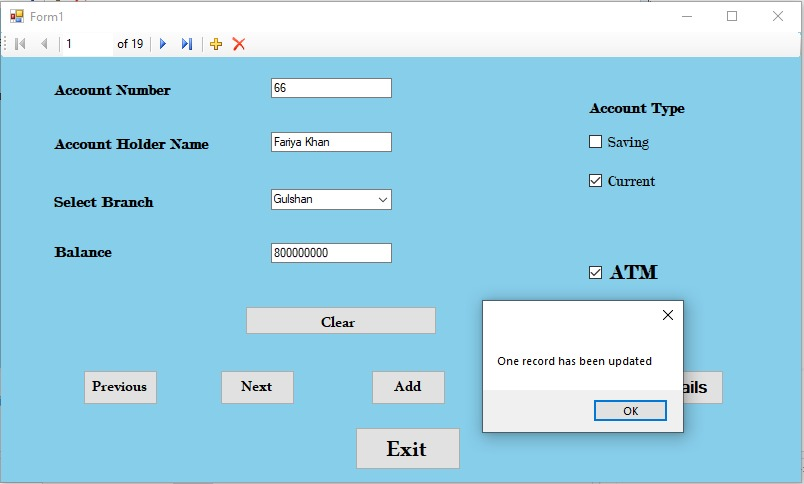 Form1
1 of 19
Account Number 66
Account Type
Account Holder Name Fariya Khan
Saving
Current
Select Branch Gulshan
Balance 800000000
ATM
Clear
One record has been updated
Previous Next Add
OK
Exit